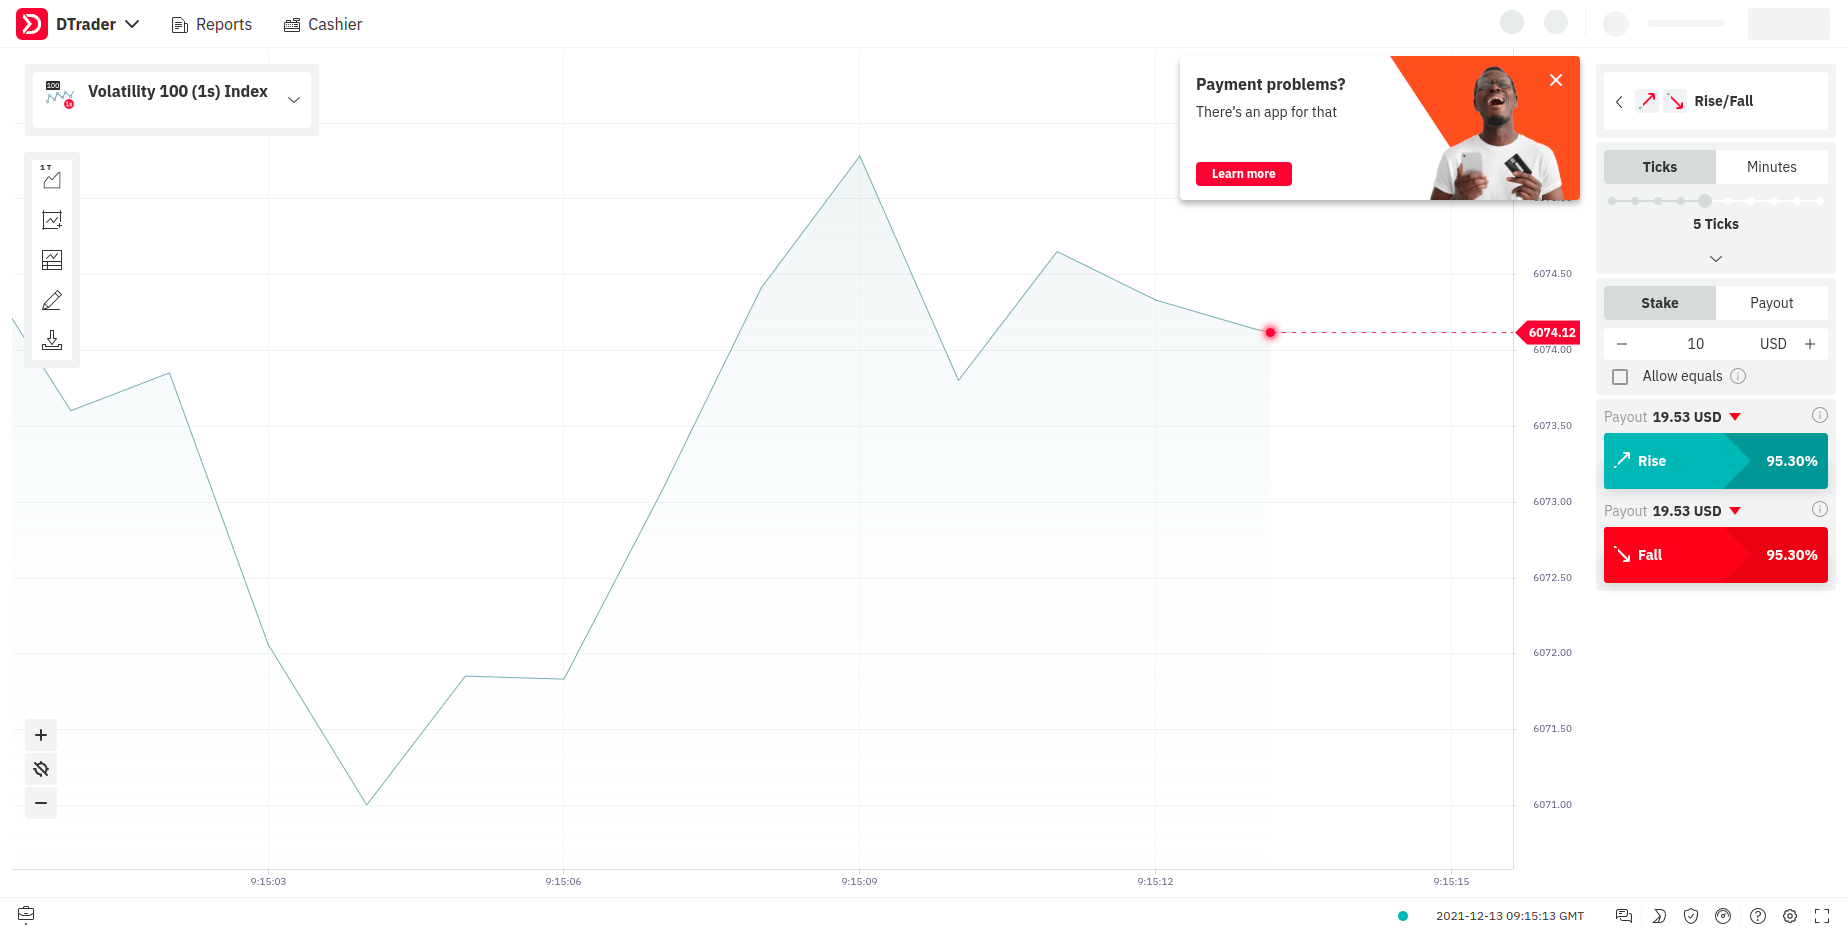 DTrader
Reports
Cashier
100
1s
Volatility 100 (1s) Index
1 T
Payment problems?
There's an app for that
Learn more
Rise/Fall
Ticks
Minutes
5 Ticks
Stake
Payout
10
USD
Allow equals
Payout 19.53 USD
Rise
95.30%
Payout 19.53 USD
Fall
95.30%
6074.50
6074.12
6074.00
6073.50
6073.00
6072.50
6072.00
6071.50
6071.00
9:15:03
9:15:06
9:15:09
9:15:12
9:15:15
2021-12-13 09:15:13 GMT